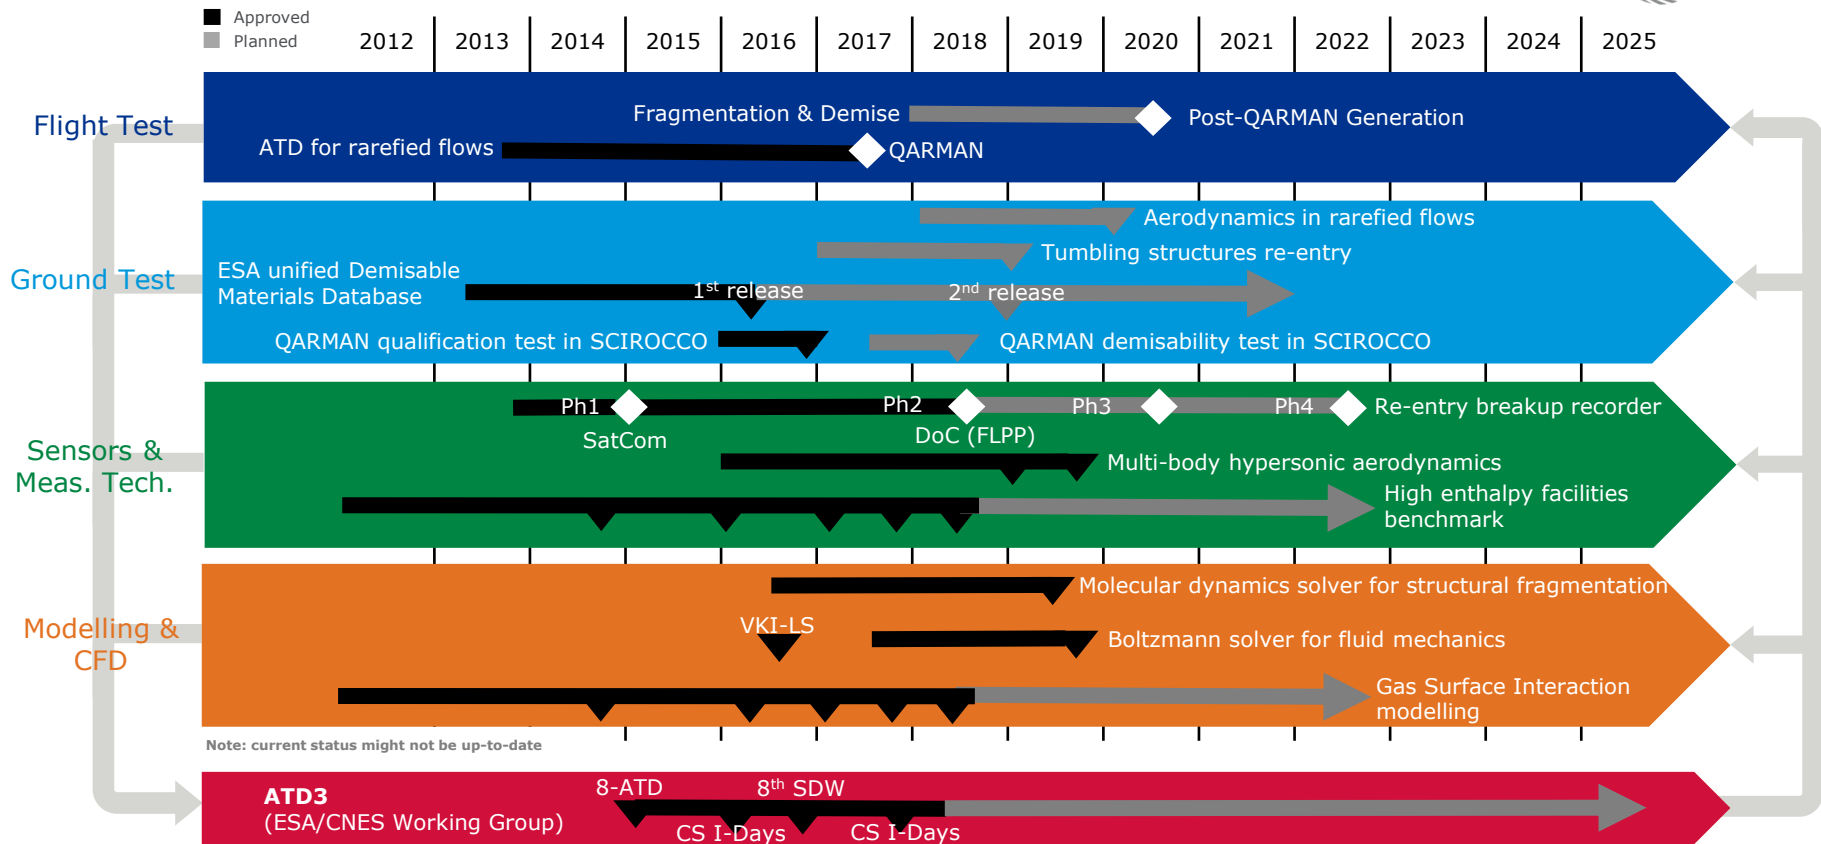 Approved
Planned
2012 2013 2014 2015 2016 2017 2018 2019 2020 2021 2022 2023 2024 2025
Flight Test
Fragmentation & Demise
Post-QARMAN Generation
ATD for rarefied flows
QARMAN
Ground Test
Aerodynamics in rarefied flows
Tumbling structures re-entry
ESA unified Demisable
Materials Database
1st release
2nd release
QARMAN qualification test in SCIROCCO
QARMAN demisability test in SCIROCCO
Sensors &
Meas. Tech.
Ph1
Ph2
Ph3
Ph4
Re-entry breakup recorder
SatCom
DoC (FLPP)
Multi-body hypersonic aerodynamics
High enthalpy facilities
benchmark
Modelling &
CFD
Molecular dynamics solver for structural fragmentation
VKI-LS
Boltzmann solver for fluid mechanics
Gas Surface Interaction
modelling
Note: current status might not be up-to-date
ATD3
(ESA/CNES Working Group)
8-ATD
8th SDW
CS I-Days
CS I-Days